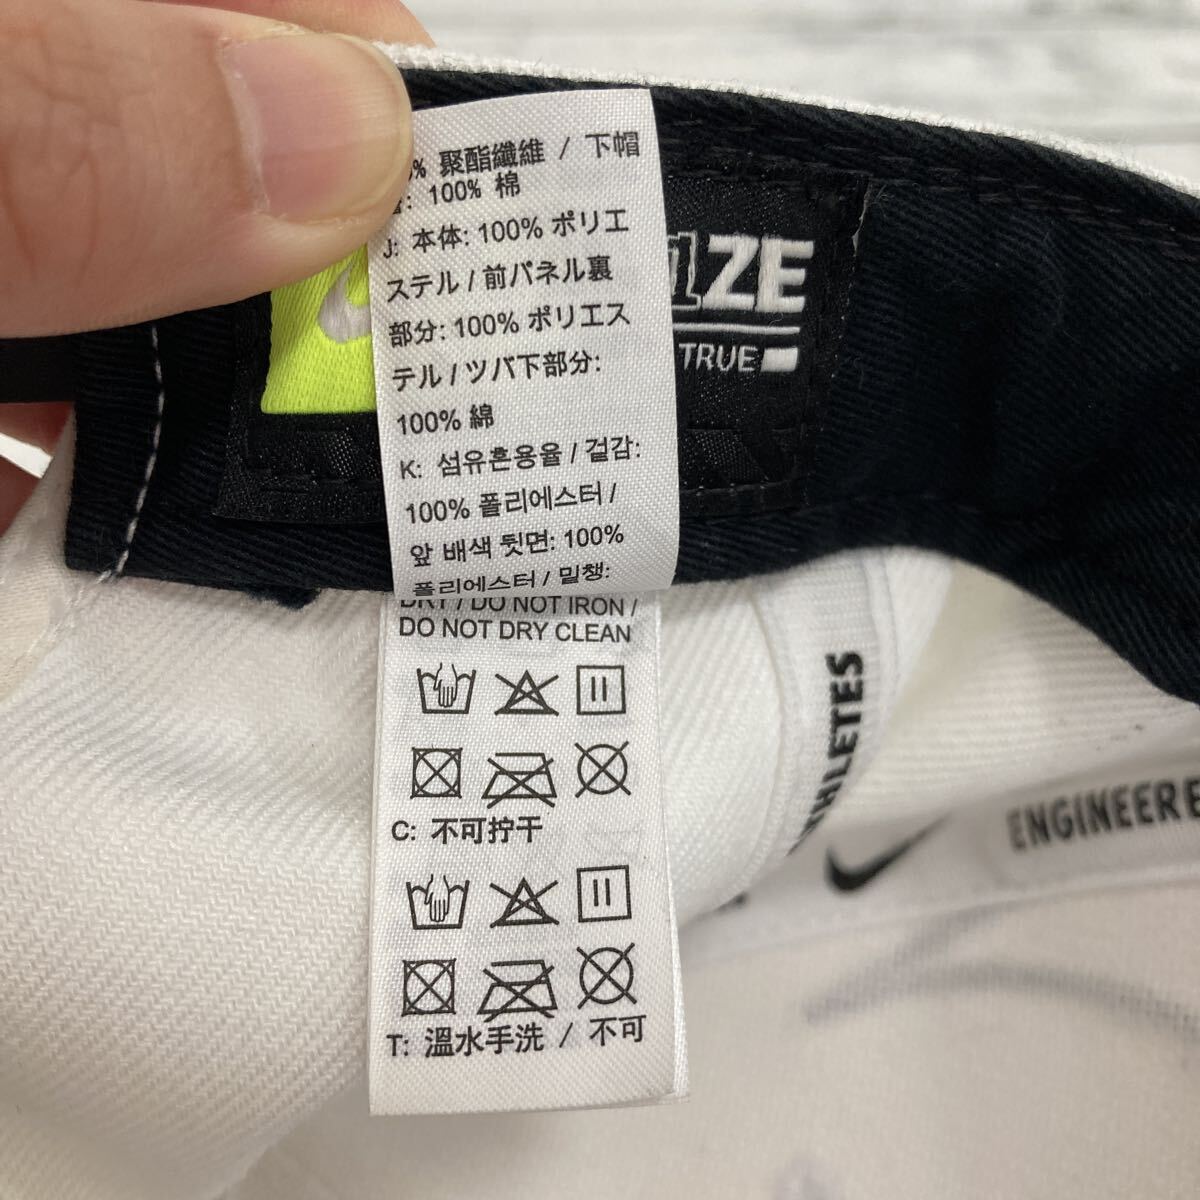 % 聚酯纖維 / 下帽
: 100% 棉
J: 本体: 100% ポリエ
ステル / 前パネル裏
部分: 100% ポリエス
テル / ツバ下部分:
100% 綿
K: 섬유혼용율 / 겉감:
100% 폴리에스터 /
앞 배색 뒷면: 100%
폴리에스터 / 밑챙:
DRY / DO NOT IRON /
DO NOT DRY CLEAN
C: 不可拧干
T: 溫水手洗 / 不可
ZE
TRUE
ATHLETES
ENGINEERE